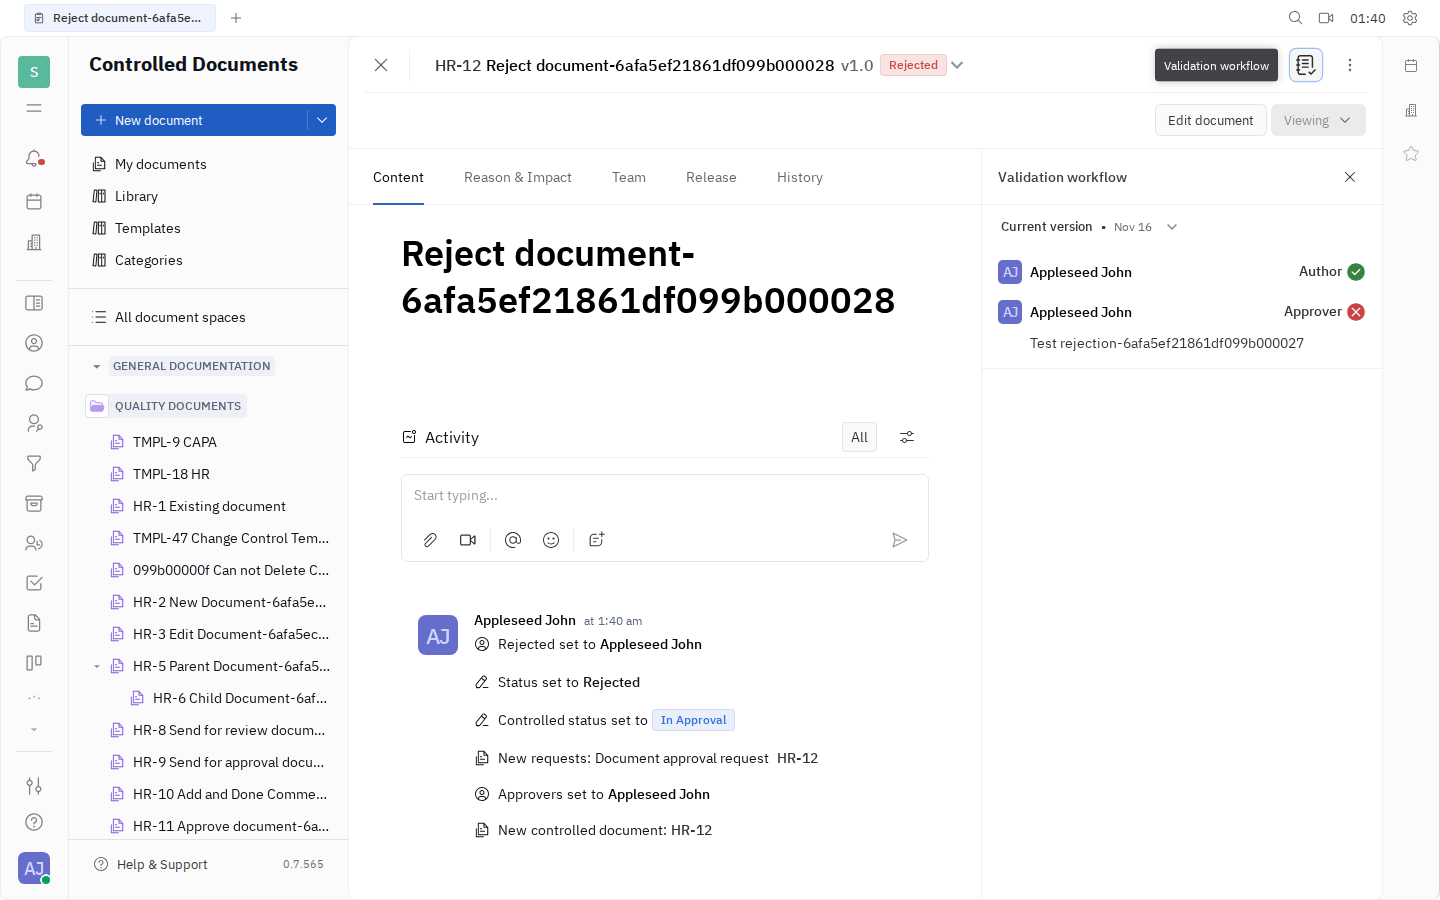 Reject document-6afa5e...
01:40
S
Controlled Documents
New document
My documents
Library
Templates
Categories
All document spaces
GENERAL DOCUMENTATION
QUALITY DOCUMENTS
TMPL-9 CAPA
TMPL-18 HR
HR-1 Existing document
TMPL-47 Change Control Tem...
099b00000f Can not Delete C...
HR-2 New Document-6afa5e...
HR-3 Edit Document-6afa5ec...
HR-5 Parent Document-6afa5...
HR-6 Child Document-6af...
HR-8 Send for review docum...
HR-9 Send for approval docu...
HR-10 Add and Done Comme...
HR-11 Approve document-6a...
Help & Support 0.7.565
AJ
HR-12 Reject document-6afa5ef21861df099b000028 v1.0 Rejected
Validation workflow
Edit document Viewing
Content Reason & Impact Team Release History
Reject document-
6afa5ef21861df099b000028
Activity All
Start typing...
AJ
Appleseed John at 1:40 am
Rejected set to Appleseed John
Status set to Rejected
Controlled status set to In Approval
New requests: Document approval request HR-12
Approvers set to Appleseed John
New controlled document: HR-12
Validation workflow
Current version • Nov 16
AJ Appleseed John Author
AJ Appleseed John Approver
Test rejection-6afa5ef21861df099b000027